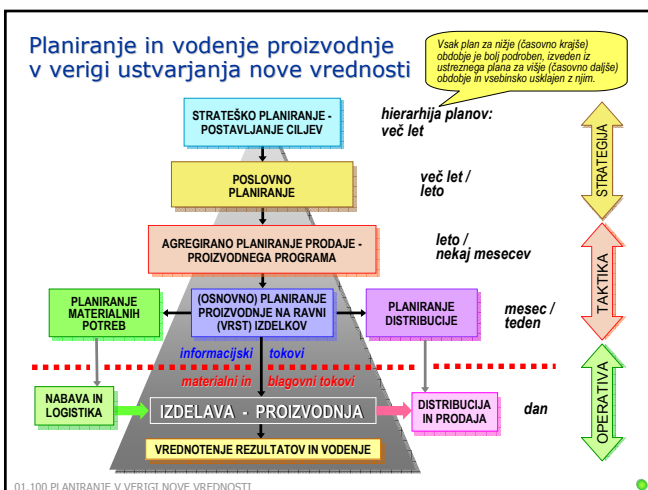 Planiranje in vodenje proizvodnje
v verigi ustvarjanja nove vrednosti
Vsak plan za nižje (časovno krajše)
obdobje je bolj podroben, izveden iz
ustreznega plana za višje (časovno daljše)
obdobje in vsebinsko usklajen z njim.
STRATEŠKO PLANIRANJE -
POSTAVLJANJE CILJEV
hierarhija planov:
več let
STRATEGIJA
POSLOVNO
PLANIRANJE
več let /
leto
AGREGIRANO PLANIRANJE PRODAJE -
PROIZVODNEGA PROGRAMA
leto /
nekaj mesecev
TAKTIKA
PLANIRANJE
MATERIALNIH
POTREB
(OSNOVNO) PLANIRANJE
PROIZVODNJE NA RAVNI
(VRST) IZDELKOV
PLANIRANJE
DISTRIBUCIJE
mesec /
teden
informacijski tokovi
materialni in blagovni tokovi
NABAVA IN
LOGISTIKA
IZDELAVA - PROIZVODNJA
DISTRIBUCIJA
IN PRODAJA
dan
OPERATIVA
VREDNOTENJE REZULTATOV IN VODENJE
01.100 PLANIRANJE V VERIGI NOVE VREDNOSTI